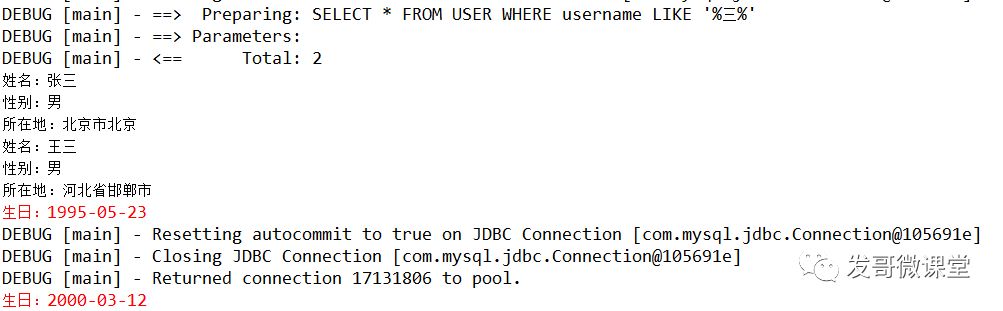 DEBUG [main] - ==>  Preparing: SELECT * FROM USER WHERE username LIKE '%三%'
DEBUG [main] - ==> Parameters:
DEBUG [main] - <==      Total: 2
姓名：张三
性别：男
所在地：北京市北京
姓名：王三
性别：男
所在地：河北省邯郸市
生日：1995-05-23
DEBUG [main] - Resetting autocommit to true on JDBC Connection [com.mysql.jdbc.Connection@105691e]
DEBUG [main] - Closing JDBC Connection [com.mysql.jdbc.Connection@105691e]
DEBUG [main] - Returned connection 17131806 to pool.
生日：2000-03-12
发哥微课堂